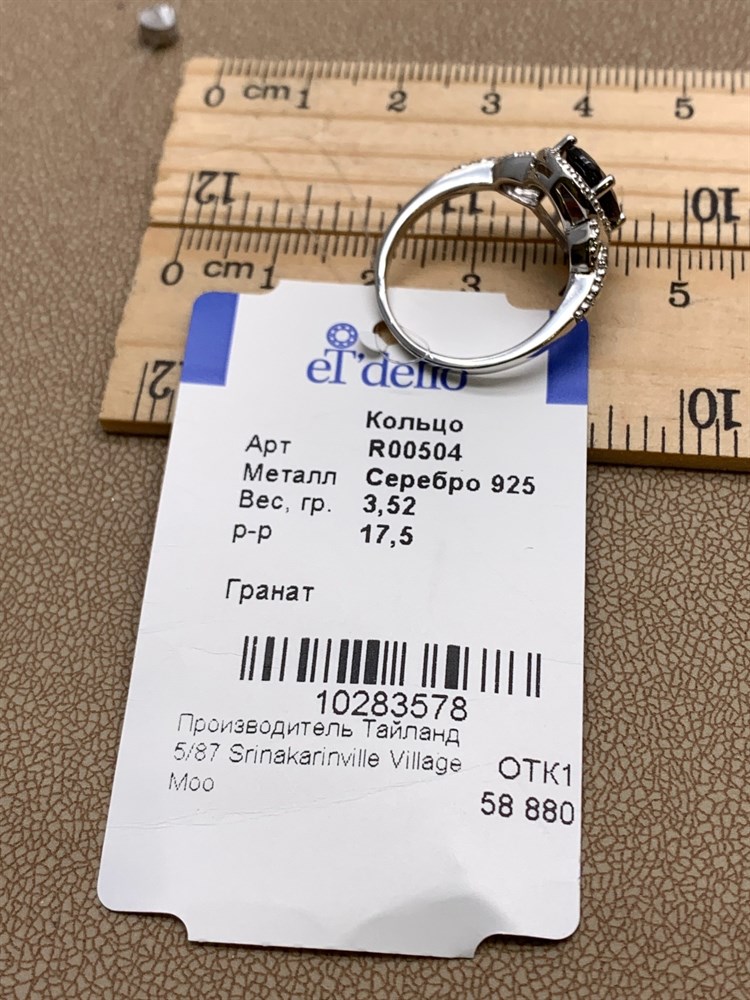 0 cm 1 2 3 4 5
12 11 10
0 cm 1 2 3 5
12 10
eT'dello
Кольцо
Арт R00504
Металл Серебро 925
Вес, гр. 3,52
р-р 17,5
Гранат
10283578
Производитель Тайланд
5/87 Srinakarinville Village
Moo
ОТК1
58 880